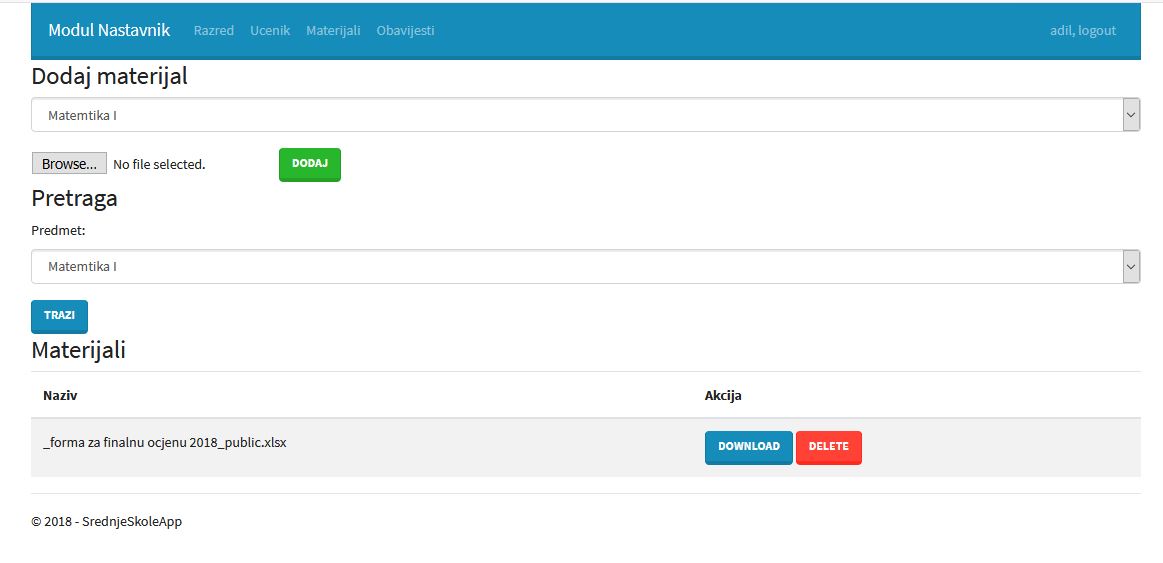 Modul Nastavnik Razred Ucenik Materijali Obavijesti adil, logout
Dodaj materijal
Matemtika I
Browse... No file selected. DODAJ
Pretraga
Predmet:
Matemtika I
TRAZI
Materijali
Naziv Akcija
_forma za finalnu ocjenu 2018_public.xlsx DOWNLOAD DELETE
© 2018 - SrednjeSkoleApp